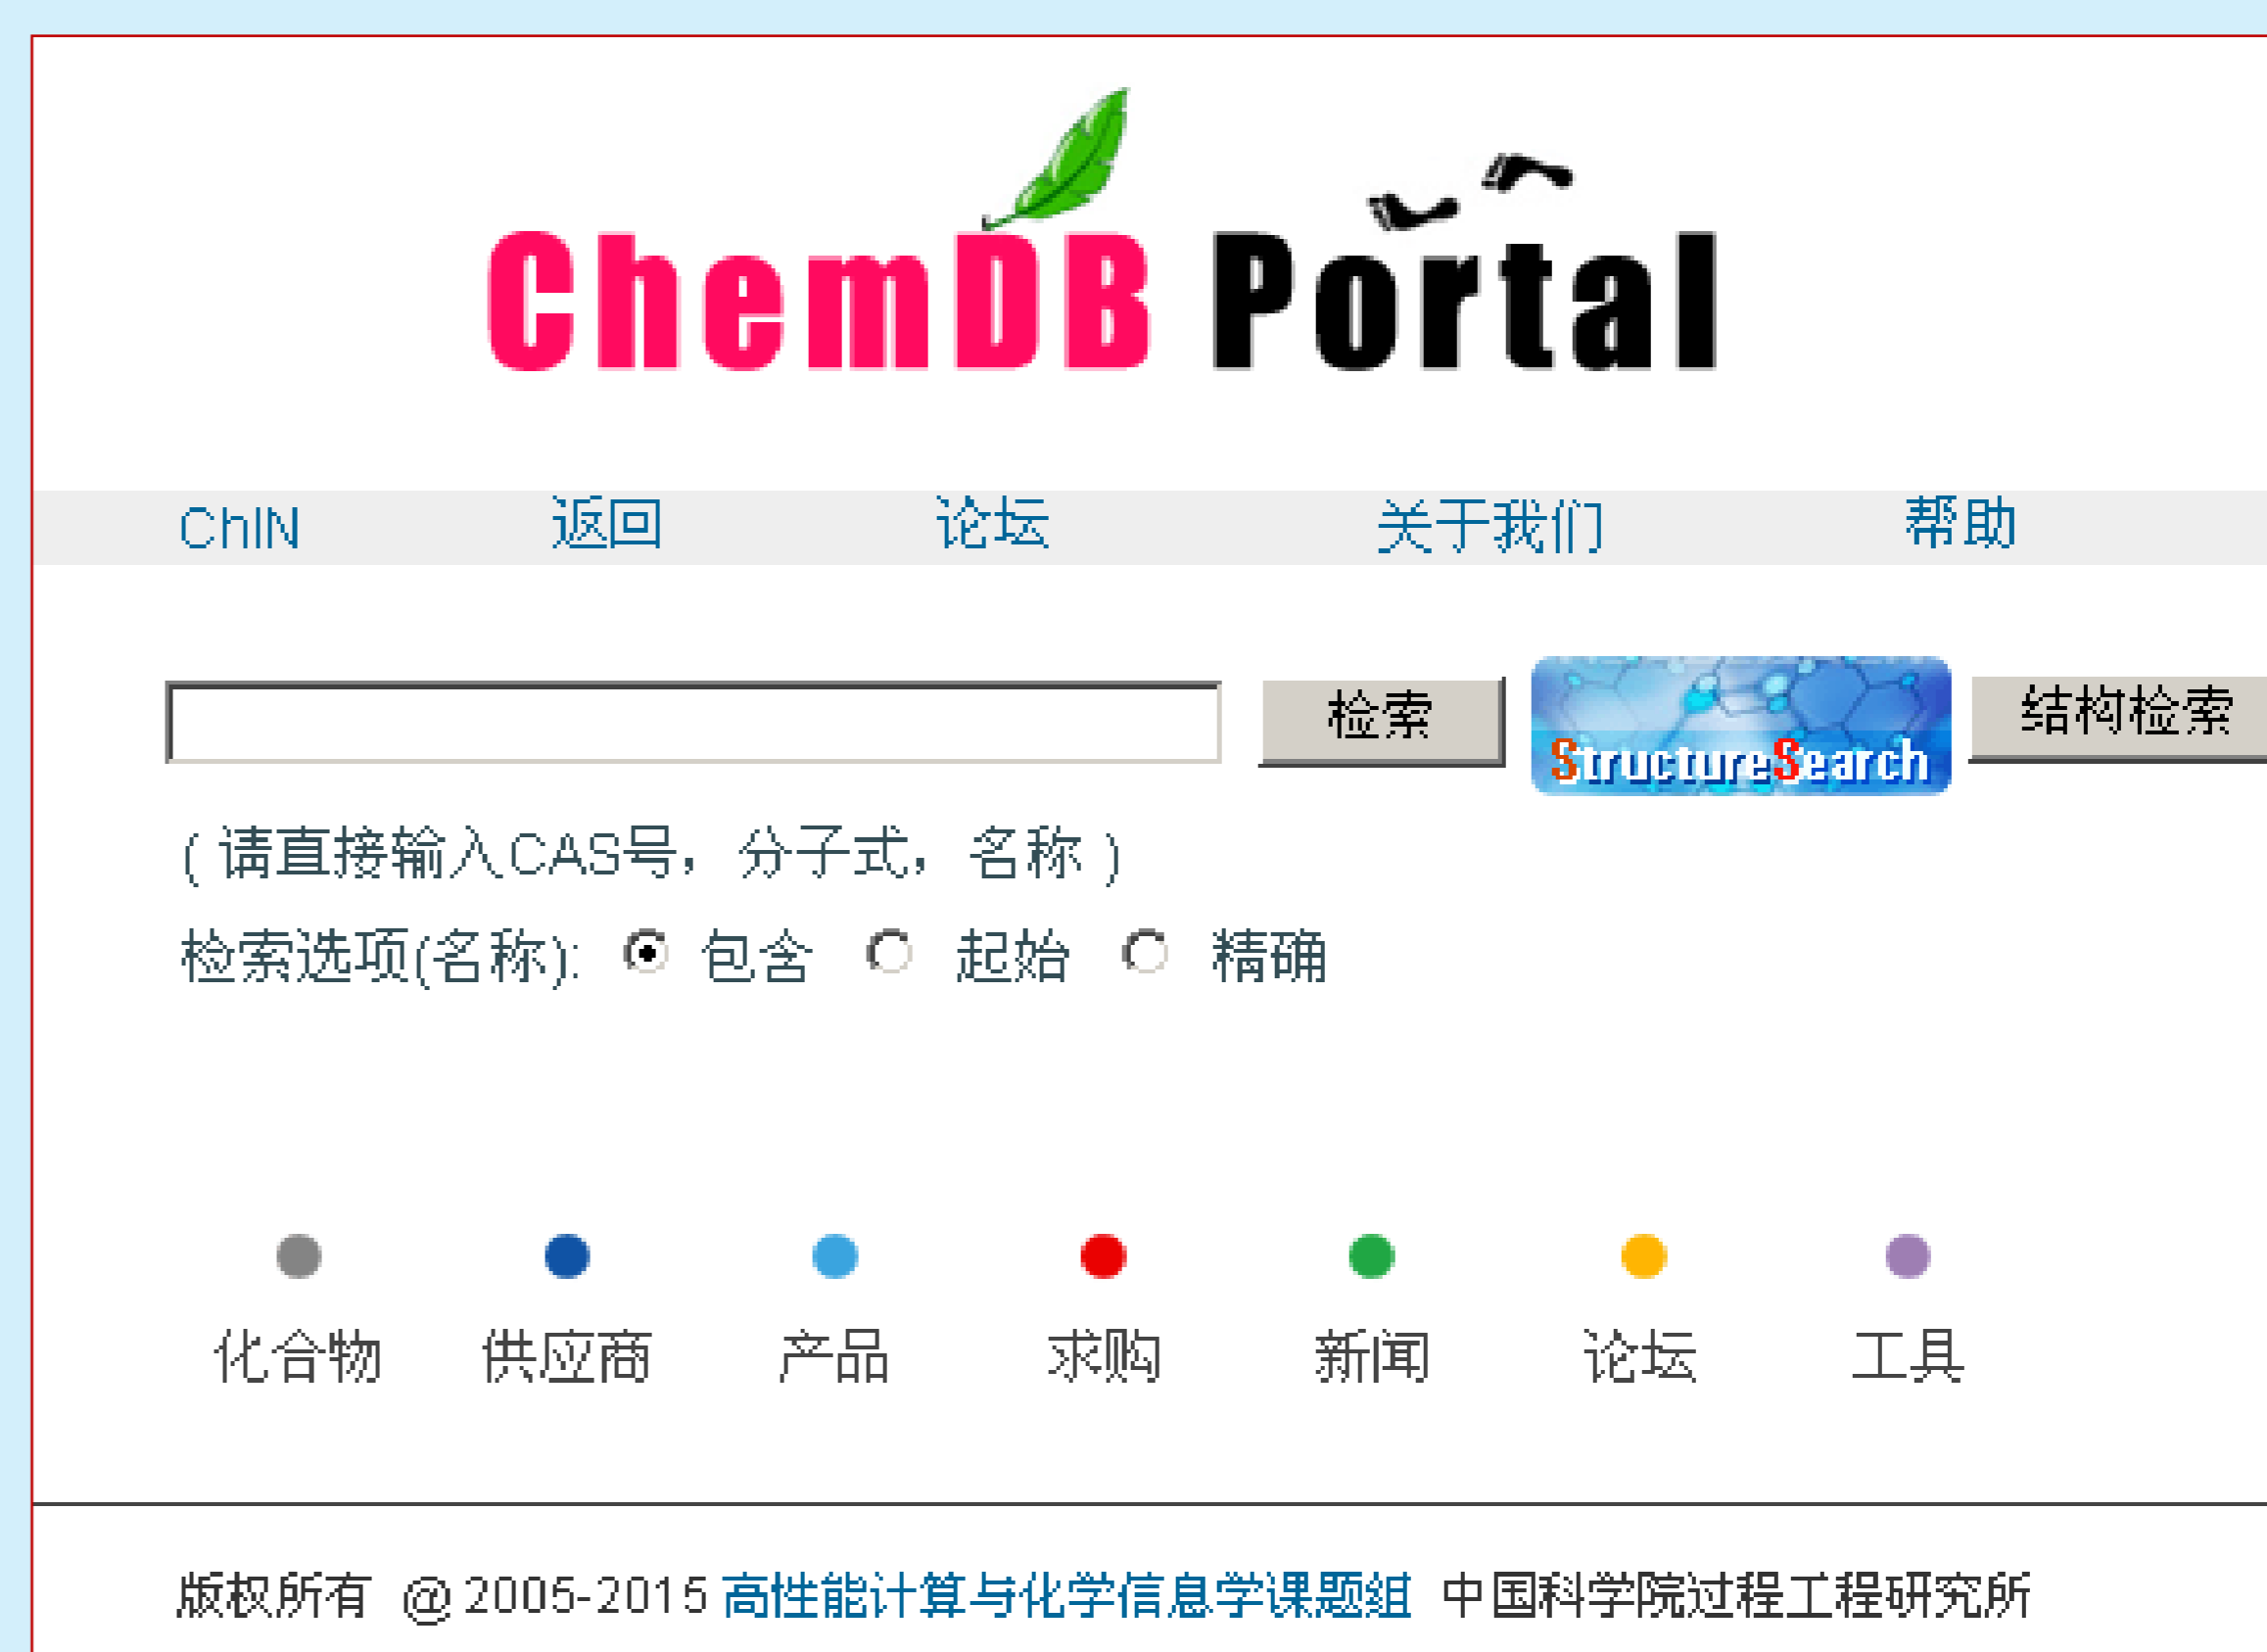 ChemDB Portal
ChIN 返回 论坛 关于我们 帮助
检索 StructureSearch 结构检索
( 请直接输入CAS号，分子式，名称 )
检索选项(名称): 包含 起始 精确
化合物 供应商 产品 求购 新闻 论坛 工具
版权所有 @2005-2015 高性能计算与化学信息学课题组 中国科学院过程工程研究所